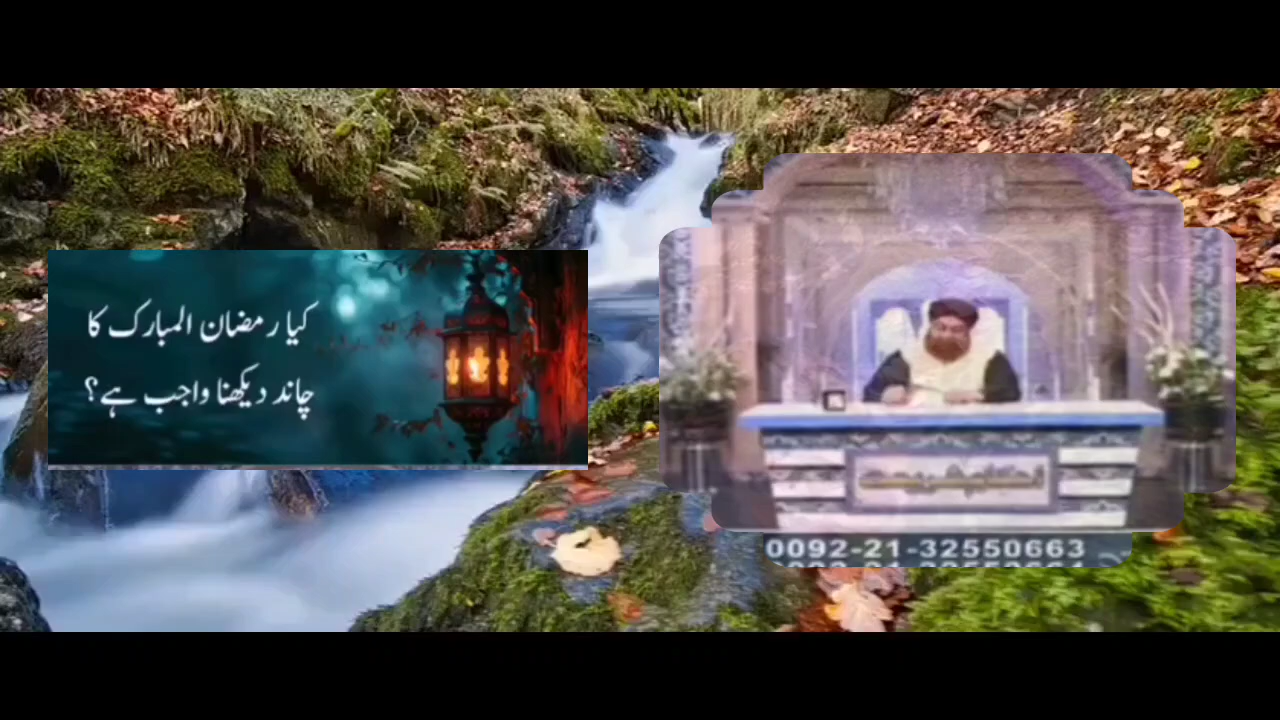 کیا رمضان المبارک کا
چاند دیکھنا واجب ہے؟
0092-21-32550663